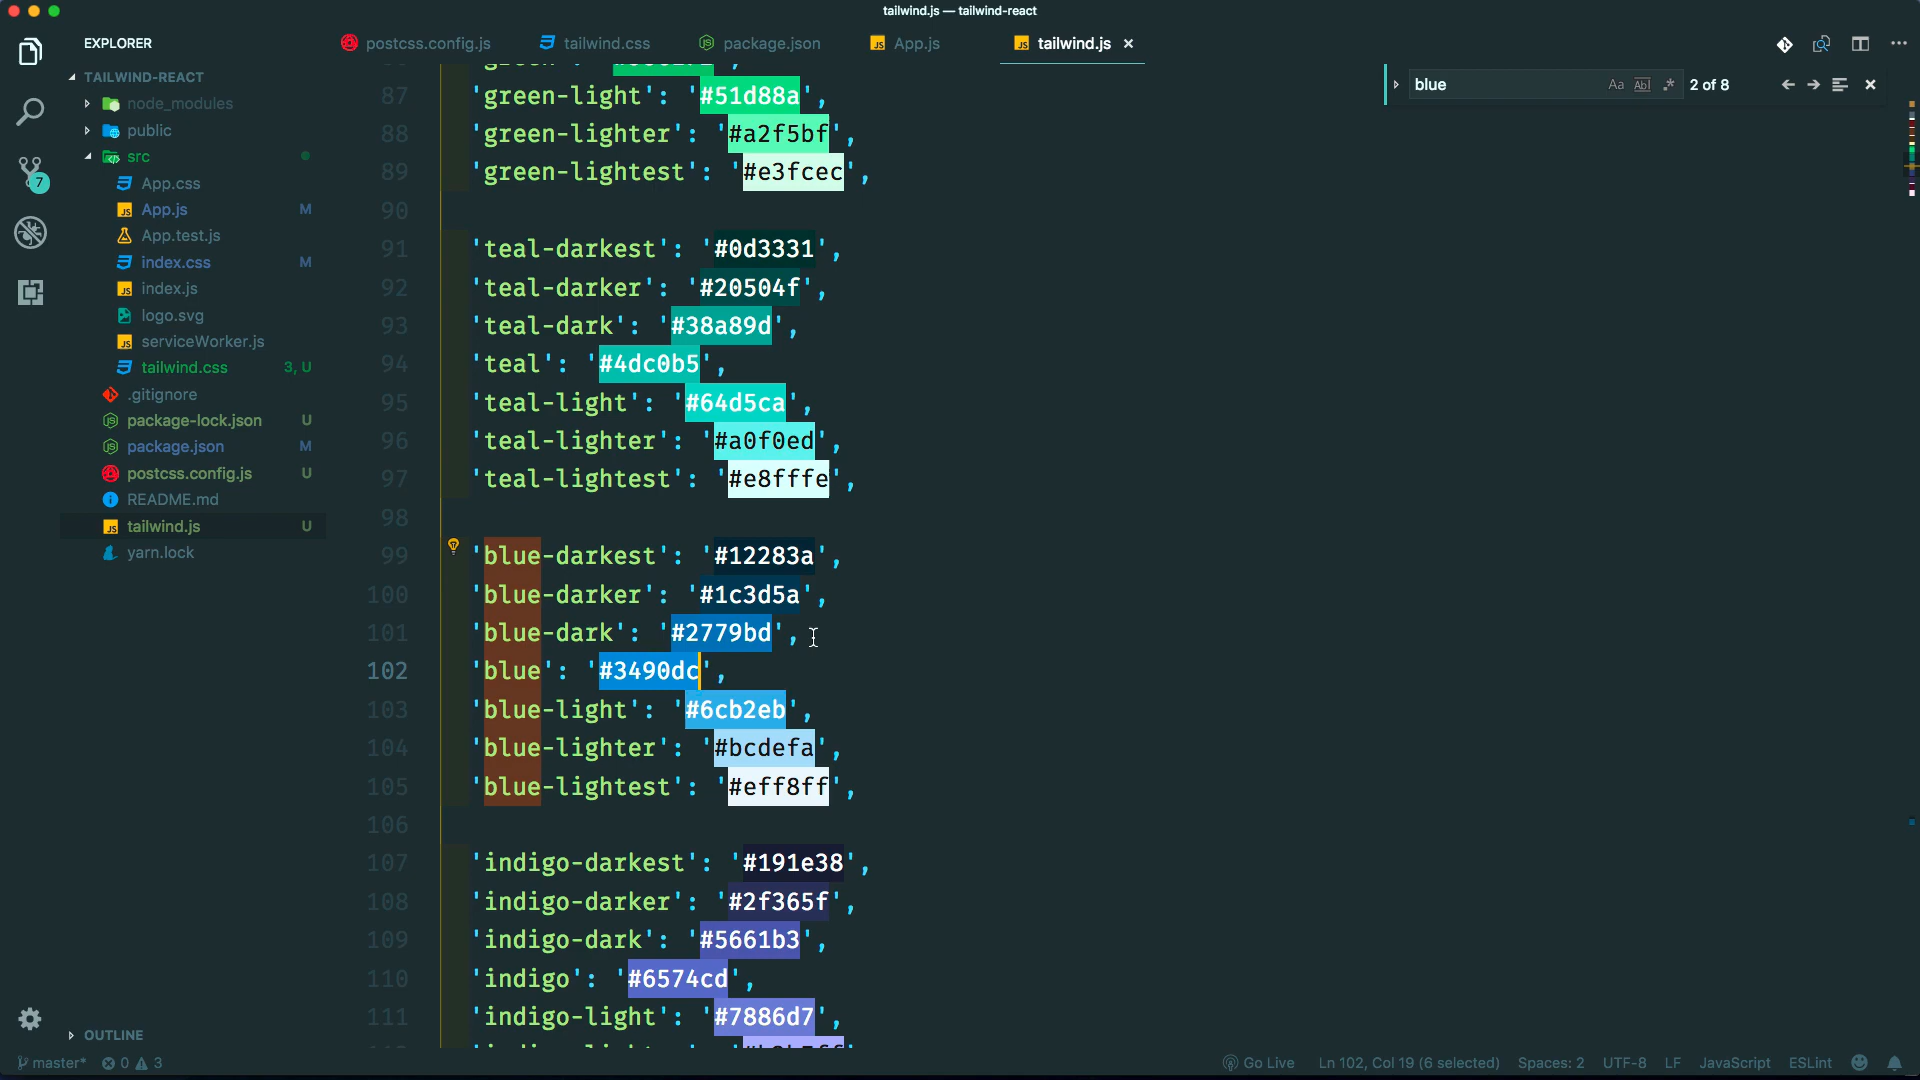 tailwind.js — tailwind-react
EXPLORER
postcss.config.js
tailwind.css
package.json
App.js
tailwind.js ×
TAILWIND-REACT
node_modules
public
src
App.css
App.js M
App.test.js
index.css M
index.js
logo.svg
serviceWorker.js
tailwind.css 3, U
.gitignore
package-lock.json U
package.json M
postcss.config.js U
README.md
tailwind.js U
yarn.lock
7
OUTLINE
blue Aa Abl .* 2 of 8
87 'green-light': '#51d88a',
88 'green-lighter': '#a2f5bf',
89 'green-lightest': '#e3fcec',
90
91 'teal-darkest': '#0d3331',
92 'teal-darker': '#20504f',
93 'teal-dark': '#38a89d',
94 'teal': '#4dc0b5',
95 'teal-light': '#64d5ca',
96 'teal-lighter': '#a0f0ed',
97 'teal-lightest': '#e8fffe',
98
99 'blue-darkest': '#12283a',
100 'blue-darker': '#1c3d5a',
101 'blue-dark': '#2779bd',
102 'blue': '#3490dc',
103 'blue-light': '#6cb2eb',
104 'blue-lighter': '#bcdefa',
105 'blue-lightest': '#eff8ff',
106
107 'indigo-darkest': '#191e38',
108 'indigo-darker': '#2f365f',
109 'indigo-dark': '#5661b3',
110 'indigo': '#6574cd',
111 'indigo-light': '#7886d7',
master* 0 3
Go Live Ln 102, Col 19 (6 selected) Spaces: 2 UTF-8 LF JavaScript ESLint